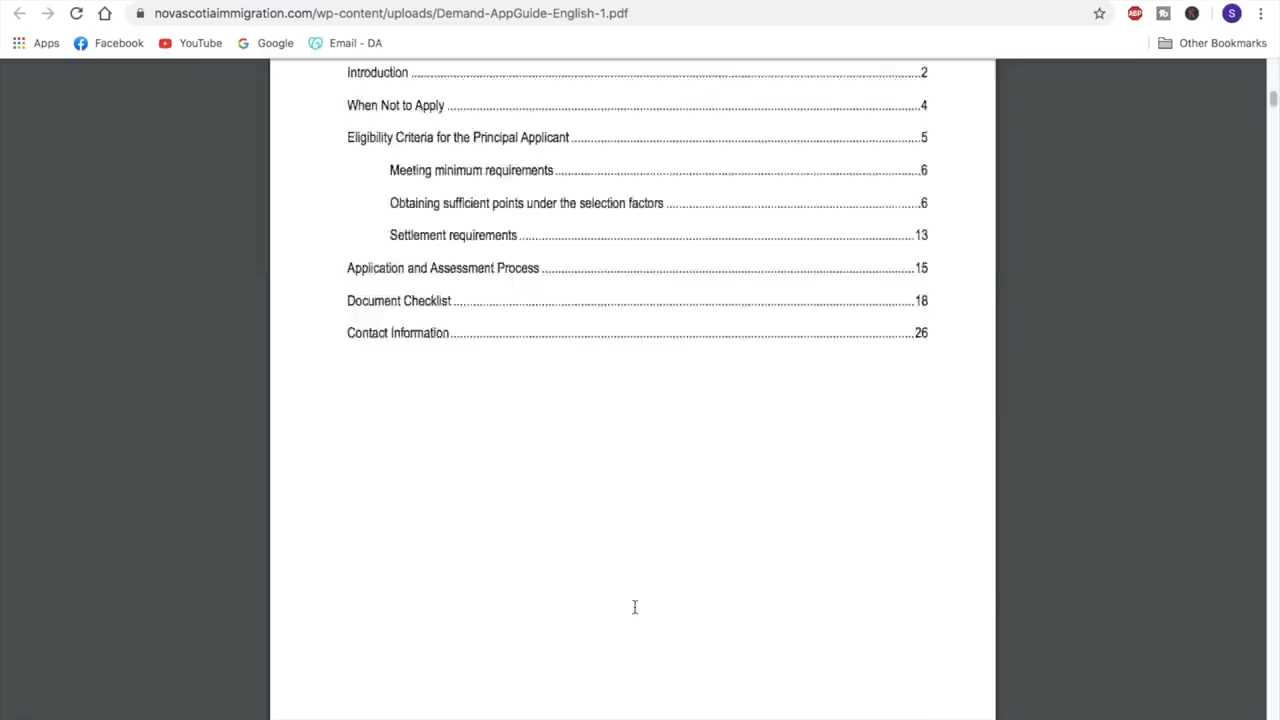 novascotiaimmigration.com/wp-content/uploads/Demand-AppGuide-English-1.pdf
ABP
S
Apps
Facebook
YouTube
Google
Email - DA
Other Bookmarks
Introduction ... 2
When Not to Apply ... 4
Eligibility Criteria for the Principal Applicant ... 5
Meeting minimum requirements ... 6
Obtaining sufficient points under the selection factors ... 6
Settlement requirements ... 13
Application and Assessment Process ... 15
Document Checklist ... 18
Contact Information ... 26